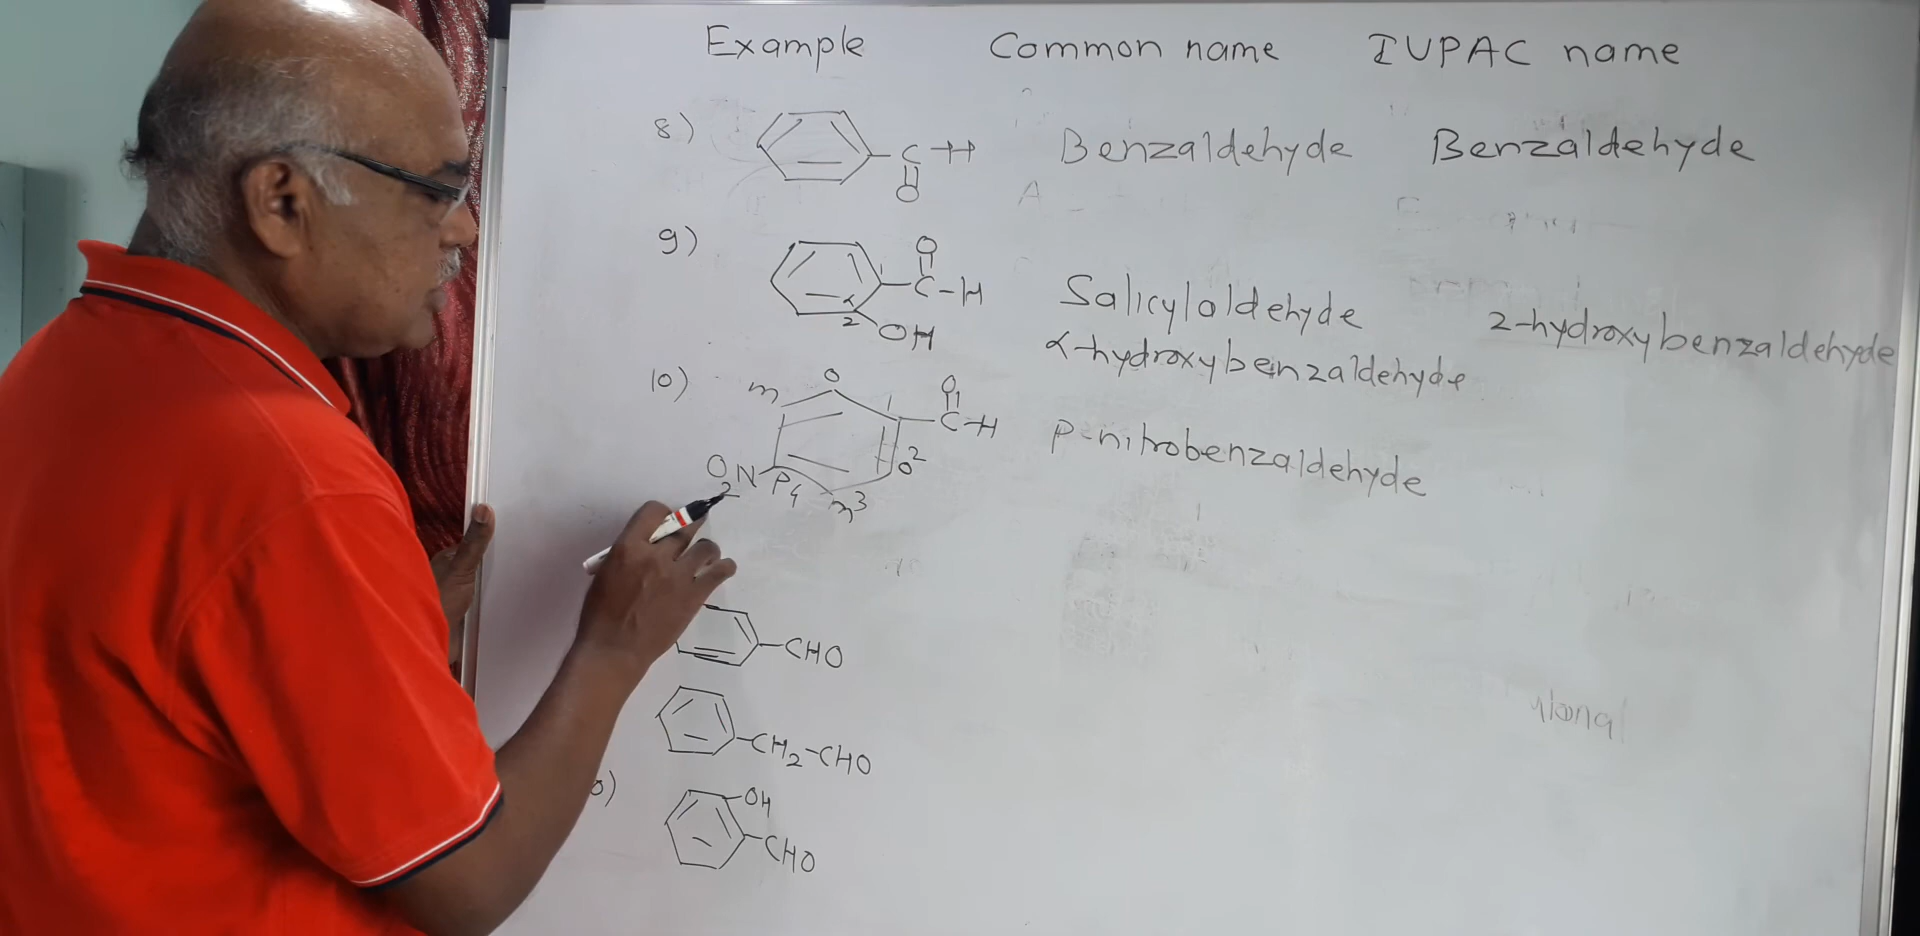 Example Common name IUPAC name
8) C-H O Benzaldehyde Benzaldehyde
9) O C-H 2 OH Salicylaldehyde 2-hydroxybenzaldehyde
α-hydroxybenzaldehyde
10) m o 1 O C-H P-nitrobenzaldehyde
O2N P4 m3 o2
CHO
CH2-CHO
OH
CHO